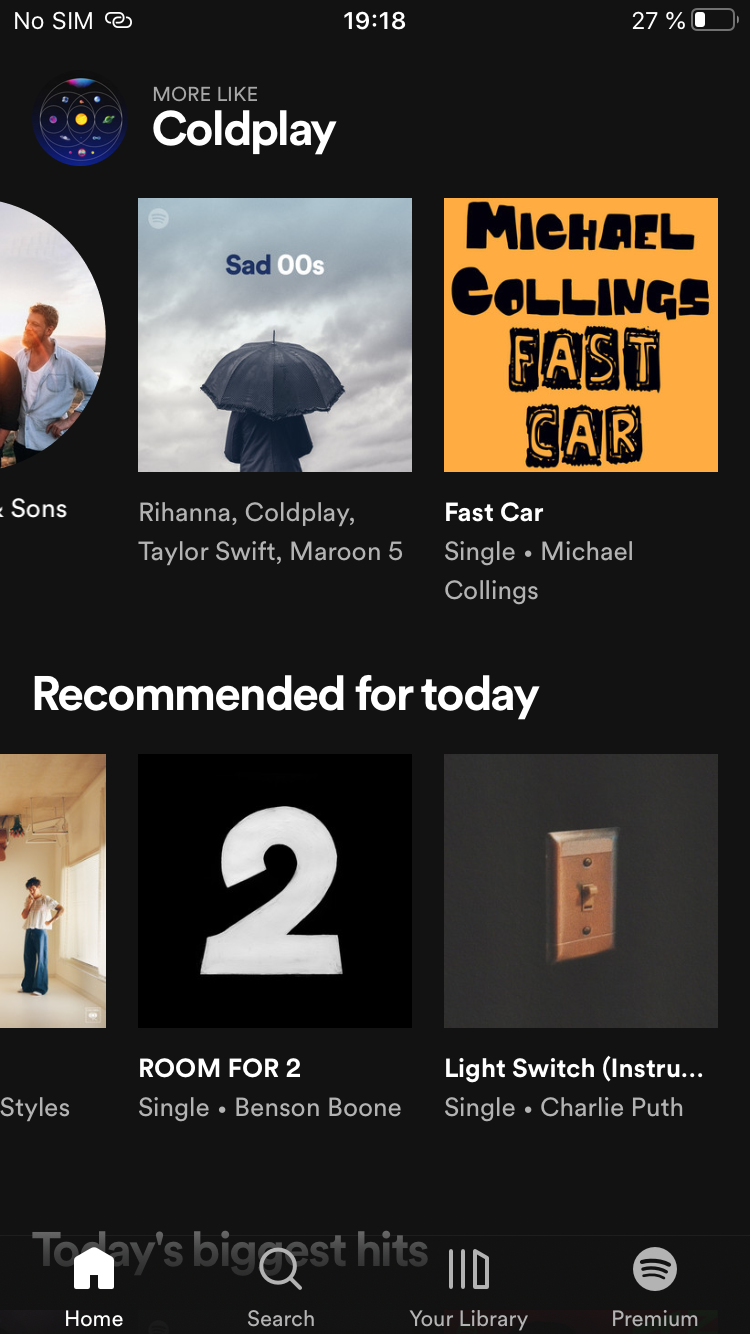 No SIM
19:18
27 %
MORE LIKE
Coldplay
Sad 00s
MICHAEL
COLLINGS
FAST
CAR
& Sons
Rihanna, Coldplay,
Taylor Swift, Maroon 5
Fast Car
Single • Michael
Collings
Recommended for today
2
Styles
ROOM FOR 2
Single • Benson Boone
Light Switch (Instru...
Single • Charlie Puth
Today's biggest hits
Home
Search
Your Library
Premium